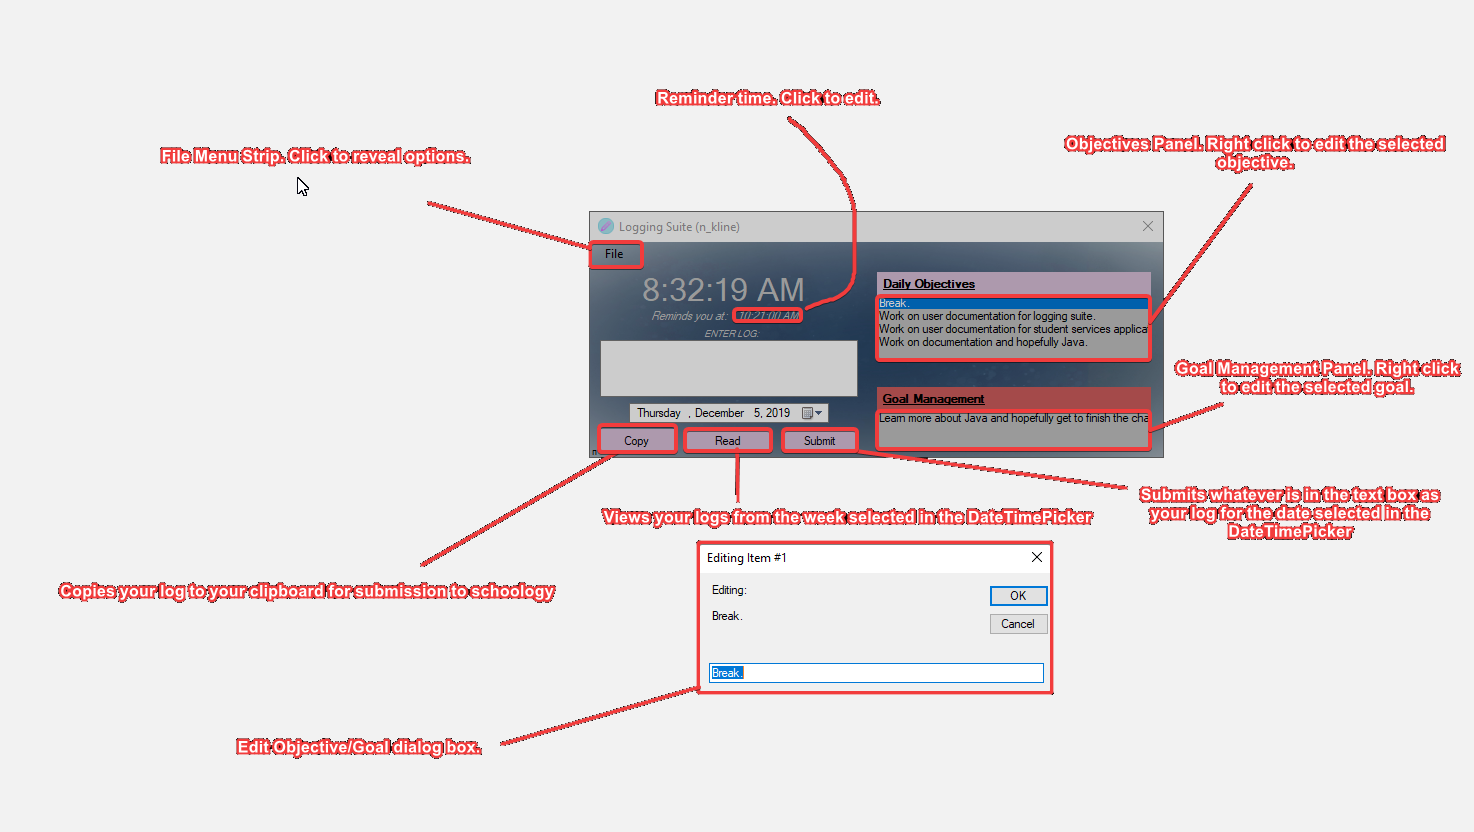 Reminder time. Click to edit.
File Menu Strip. Click to reveal options.
Objectives Panel. Right click to edit the selected
objective.
Logging Suite (n_kline)
File
8:32:19 AM
Reminds you at: 10:21:00 AM
ENTER LOG:
Thursday , December 5, 2019
Copy
Read
Submit
n
Daily Objectives
Break.
Work on user documentation for logging suite.
Work on user documentation for student services applicat
Work on documentation and hopefully Java.
Goal Management
Learn more about Java and hopefully get to finish the cha
Goal Management Panel. Right click
to edit the selected goal.
Submits whatever is in the text box as
your log for the date selected in the
DateTimePicker
Views your logs from the week selected in the DateTimePicker
Copies your log to your clipboard for submission to schoology
Editing Item #1
Editing:
Break.
OK
Cancel
Break.
Edit Objective/Goal dialog box.